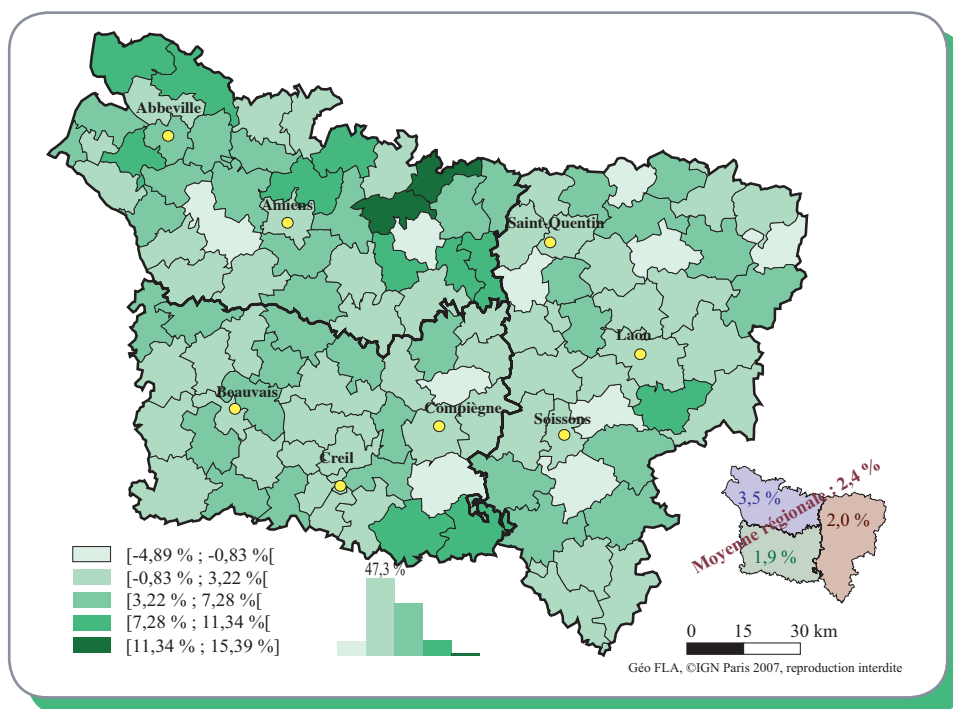 Abbeville
Amiens
Saint-Quentin
Laon
Beauvais
Compiègne
Soissons
Creil
[-4,89 % ; -0,83 %[
[-0,83 % ; 3,22 %[
[3,22 % ; 7,28 %[
[7,28 % ; 11,34 %[
[11,34 % ; 15,39 %]
47,3 %
Moyenne régionale : 2,4 %
3,5 %
2,0 %
1,9 %
0 15 30 km
Géo FLA, ©IGN Paris 2007, reproduction interdite